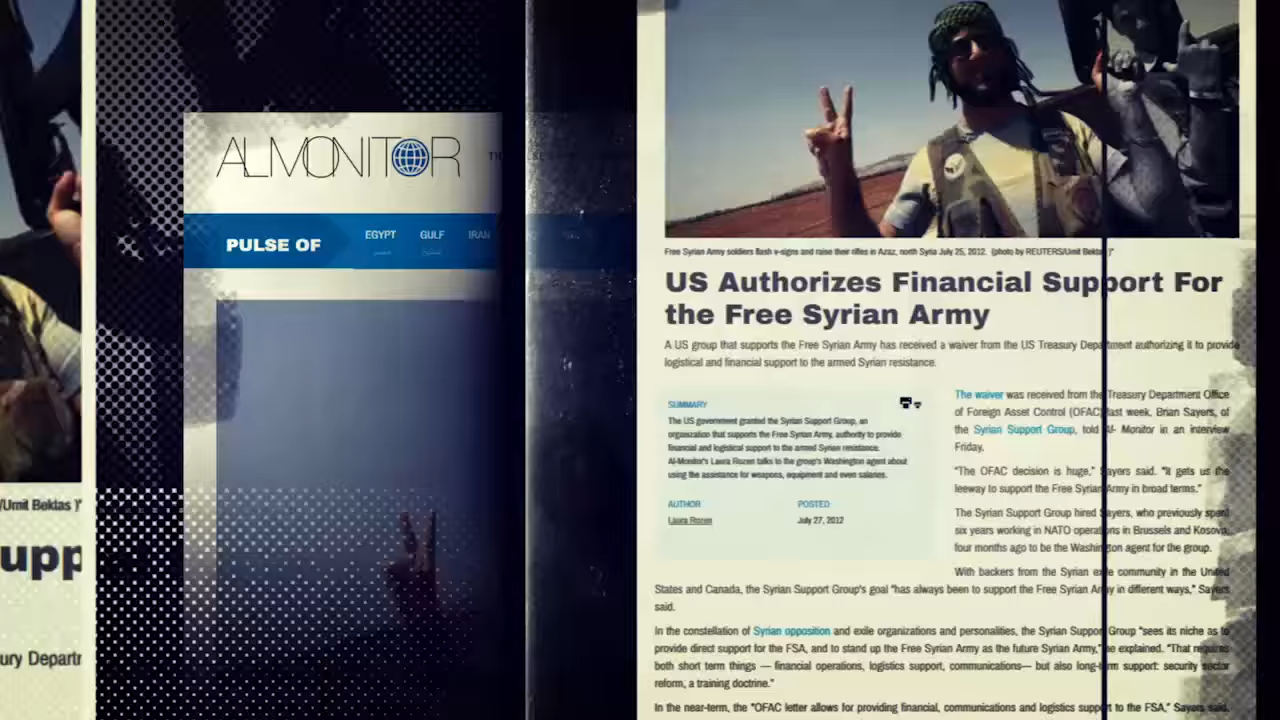 /Umit Bektas )"
upp
ury Departn
ALMONITOR
PULSE OF
EGYPT GULF IRAN
Free Syrian Army soldiers flash v-signs and raise their rifles in Azaz, north Syria July 25, 2012. (photo by REUTERS/Umit Bektas )"
US Authorizes Financial Support For
the Free Syrian Army
A US group that supports the Free Syrian Army has received a waiver from the US Treasury Department authorizing it to provide
logistical and financial support to the armed Syrian resistance.
SUMMARY
The US government granted the Syrian Support Group, an
organization that supports the Free Syrian Army, authority to provide
financial and logistical support to the armed Syrian resistance.
Al-Monitor's Laura Rozen talks to the group's Washington agent about
using the assistance for weapons, equipment and even salaries.
AUTHOR POSTED
Laura Rozen July 27, 2012
The waiver was received from the Treasury Department Office
of Foreign Asset Control (OFAC) last week, Brian Sayers, of
the Syrian Support Group, told Al- Monitor in an interview
Friday.
"The OFAC decision is huge," Sayers said. "It gets us the
leeway to support the Free Syrian Army in broad terms."
The Syrian Support Group hired Sayers, who previously spent
six years working in NATO operations in Brussels and Kosovo,
four months ago to be the Washington agent for the group.
With backers from the Syrian exile community in the United
States and Canada, the Syrian Support Group's goal "has always been to support the Free Syrian Army in different ways," Sayers
said.
In the constellation of Syrian opposition and exile organizations and personalities, the Syrian Support Group "sees its niche as to
provide direct support for the FSA, and to stand up the Free Syrian Army as the future Syrian Army," he explained. "That requires
both short term things — financial operations, logistics support, communications— but also long-term support: security sector
reform, a training doctrine."
In the near-term, the "OFAC letter allows for providing financial, communications and logistics support to the FSA," Sayers said.